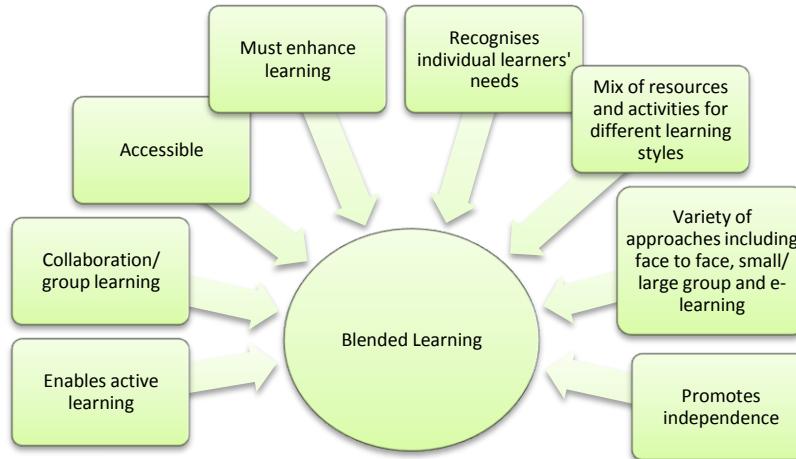 Must enhance
learning
Recognises
individual learners'
needs
Mix of resources
and activities for
different learning
styles
Accessible
Variety of
approaches including
face to face, small/
large group and e-
learning
Collaboration/
group learning
Blended Learning
Enables active
learning
Promotes
independence